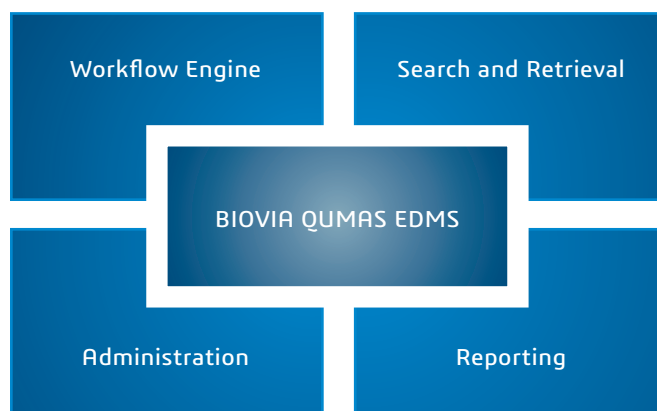 Workflow Engine
Search and Retrieval
BIOVIA QUMAS EDMS
Administration
Reporting